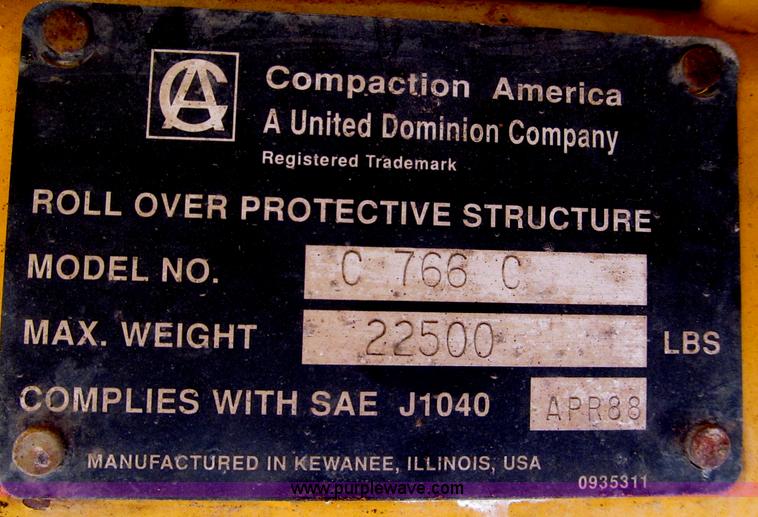 CA
Compaction America
A United Dominion Company
Registered Trademark
ROLL OVER PROTECTIVE STRUCTURE
MODEL NO. C 766 C
MAX. WEIGHT 22500 LBS
COMPLIES WITH SAE J1040 APR88
MANUFACTURED IN KEWANEE, ILLINOIS, USA
0935311
www.purplewave.com